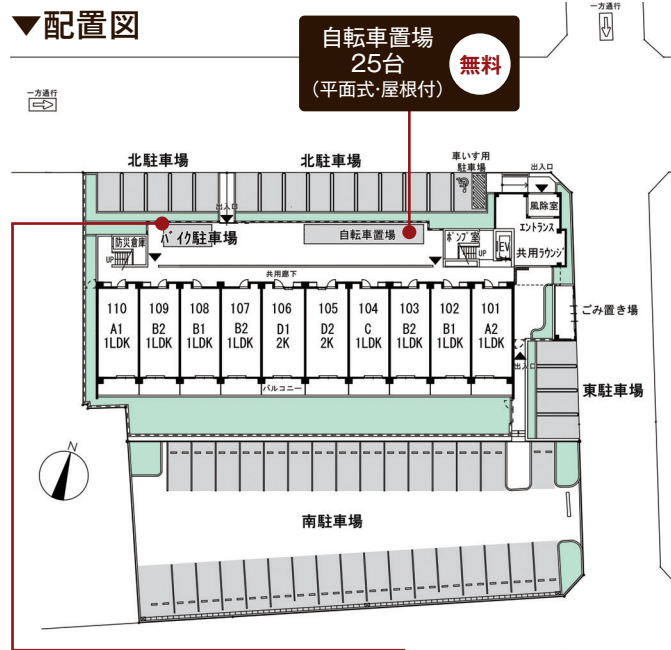 ▼配置図
自転車置場
25台
(平面式・屋根付)
無料
一方通行
一方通行
北駐車場
北駐車場
車いす用
駐車場
出入口
風除室
エントランス
共用ラウンジ
出入口
バイク駐車場
自転車置場
防災倉庫
UP
ポンプ室
UP
EV
共用廊下
ごみ置き場
110
A1
1LDK
109
B2
1LDK
108
B1
1LDK
107
B2
1LDK
106
D1
2K
105
D2
2K
104
C
1LDK
103
B2
1LDK
102
B1
1LDK
101
A2
1LDK
出入口
バルコニー
東駐車場
N
南駐車場